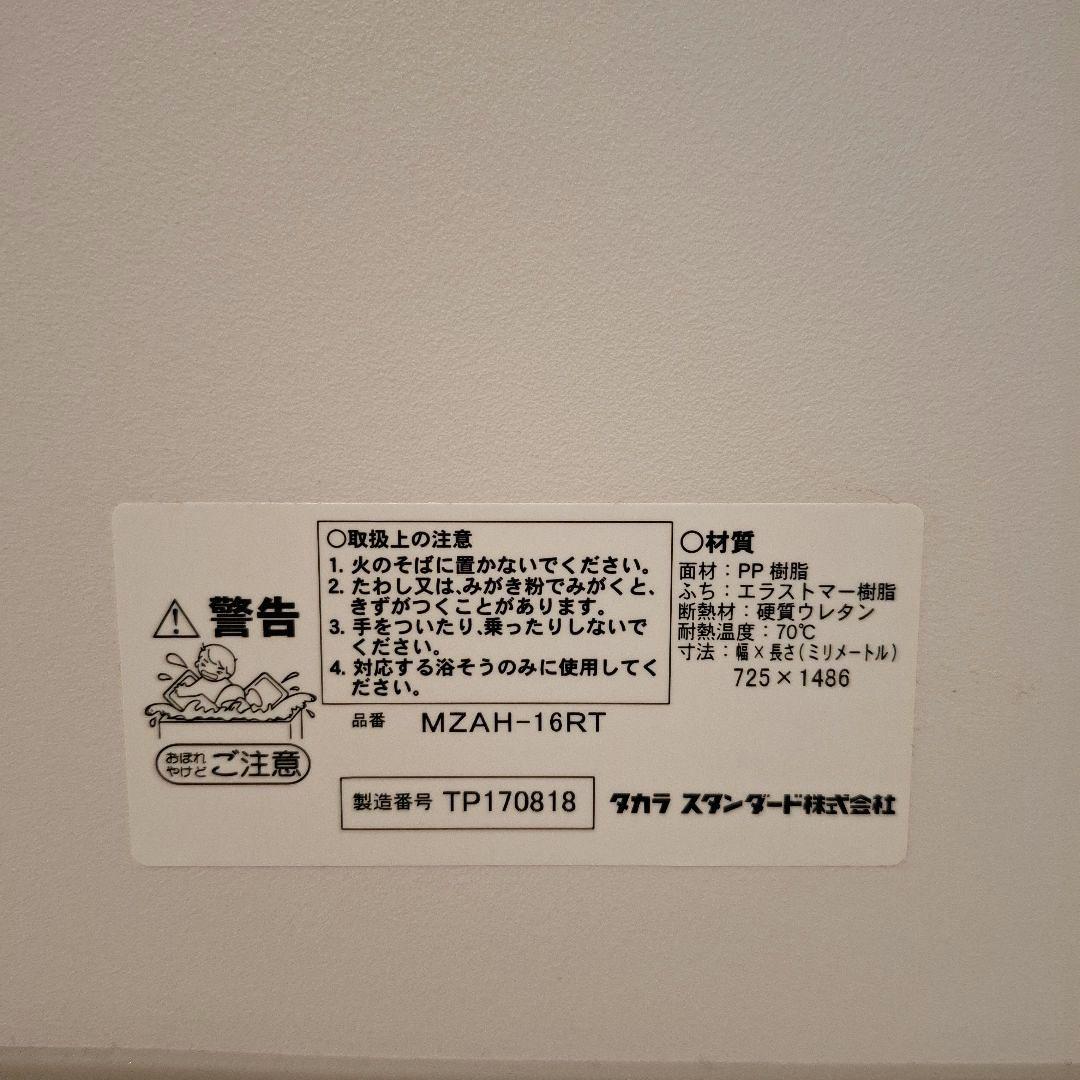 警告
おぼれ
やけど
ご注意
○取扱上の注意
1. 火のそばに置かないでください。
2. たわし又は､みがき粉でみがくと、
きずがつくことがあります。
3. 手をついたり､乗ったりしないで
ください。
4. 対応する浴そうのみに使用してく
ださい。
○材質
面材：PP 樹脂
ふち：エラストマー樹脂
断熱材：硬質ウレタン
耐熱温度：70℃
寸法：幅×長さ(ミリメートル)
725×1486
品番 MZAH-16RT
製造番号 TP170818
タカラ スタンダード株式会社